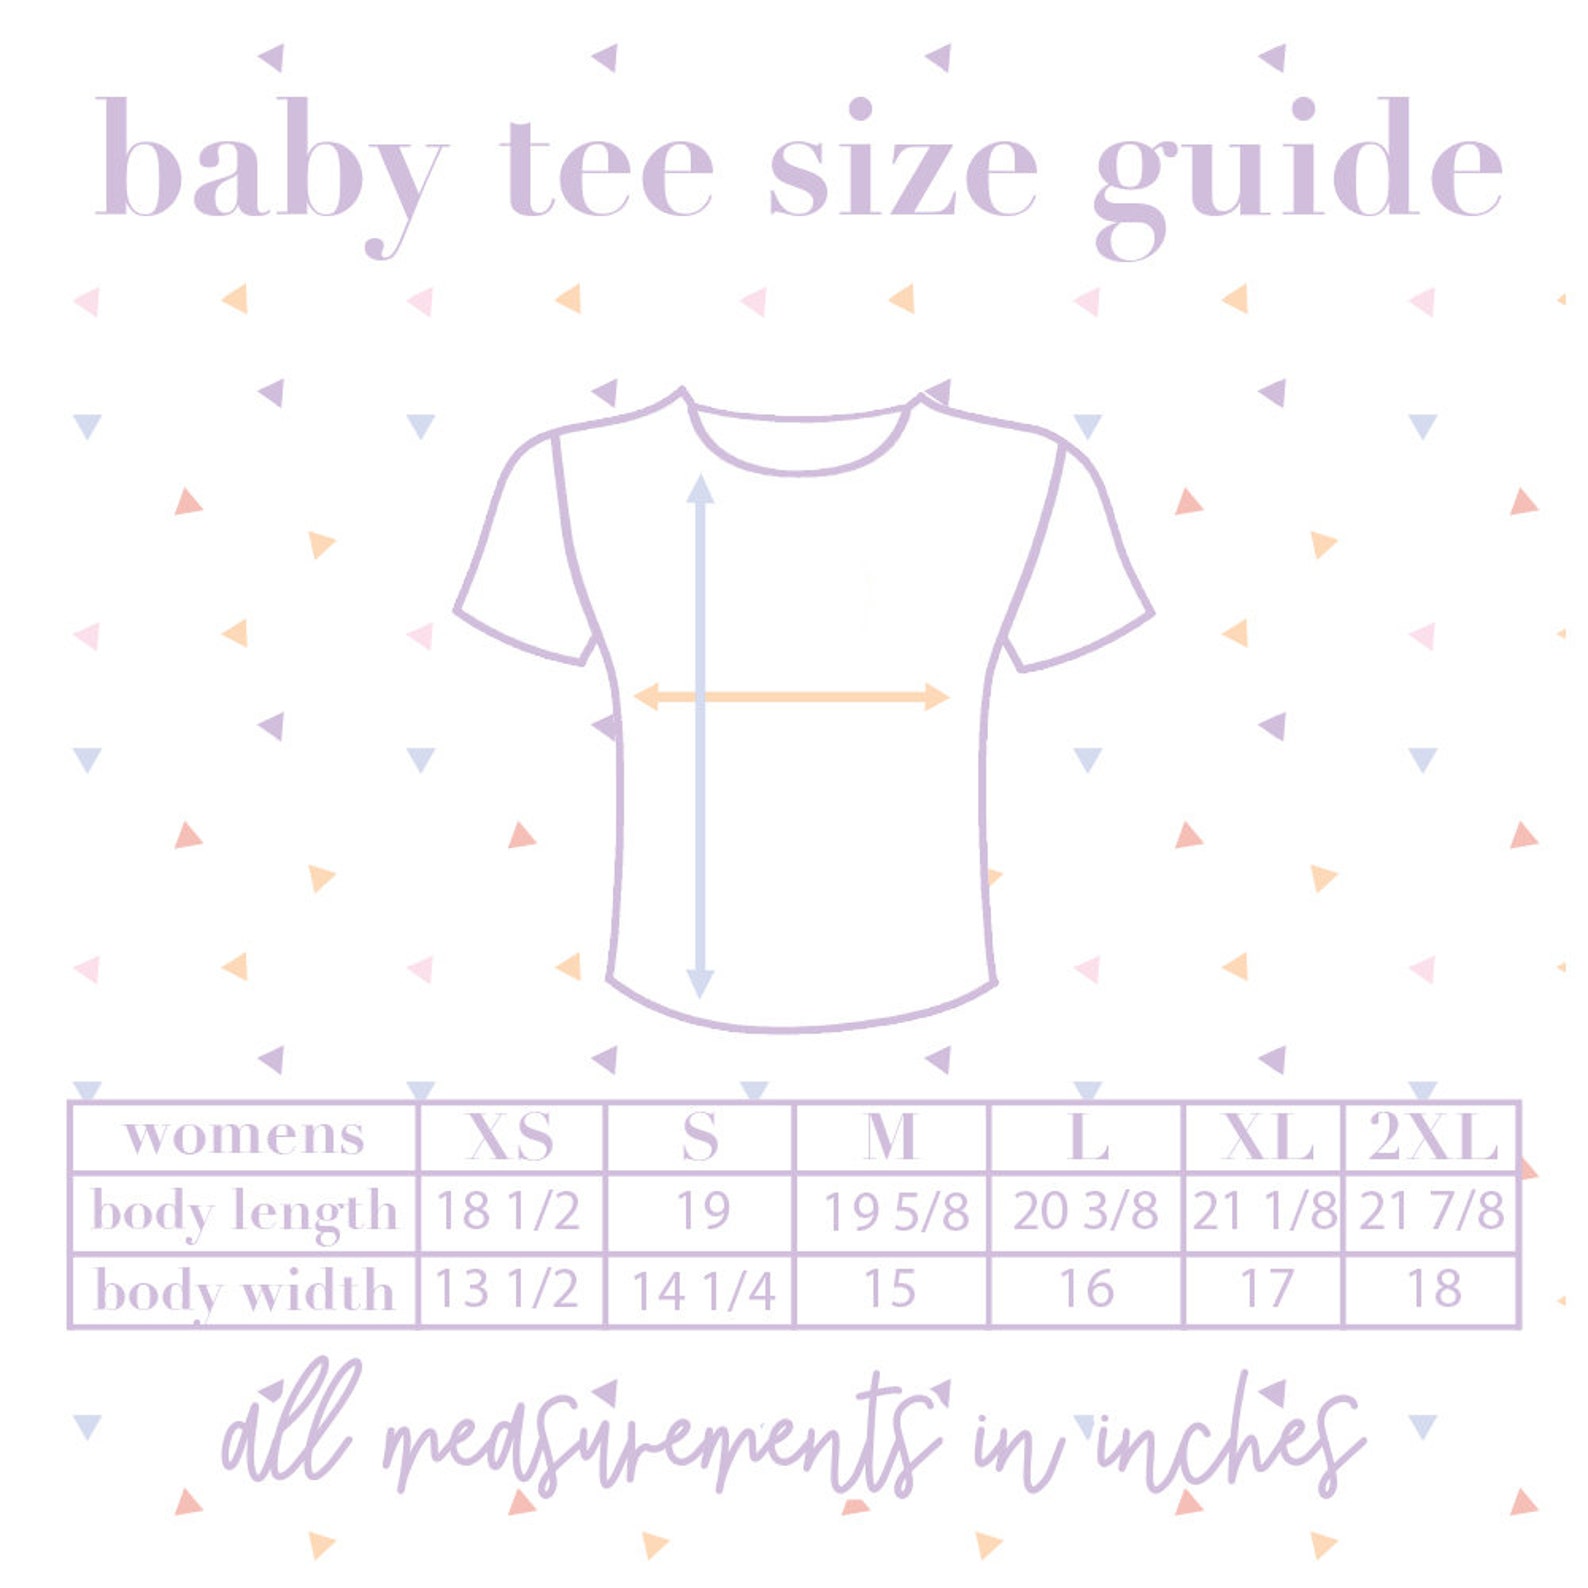 baby tee size guide
womens XS S M L XL 2XL
body length 18 1/2 19 19 5/8 20 3/8 21 1/8 21 7/8
body width 13 1/2 14 1/4 15 16 17 18
all measurements in inches